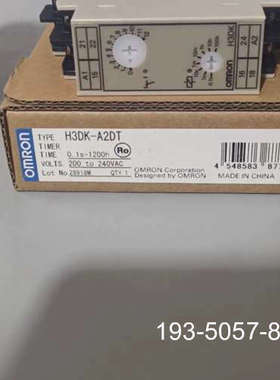 21
22
A1
15
16
24
18
A2
H3DK
OMRON
OMRON
TYPE H3DK-A2DT
TIMER
TIME 0.1s-1200h
VOLTS 200 to 240VAC
Lot No QTY 1
OMRON Corporation
Designed by OMRON
4 548583
MADE IN CHINA
193-5057-8